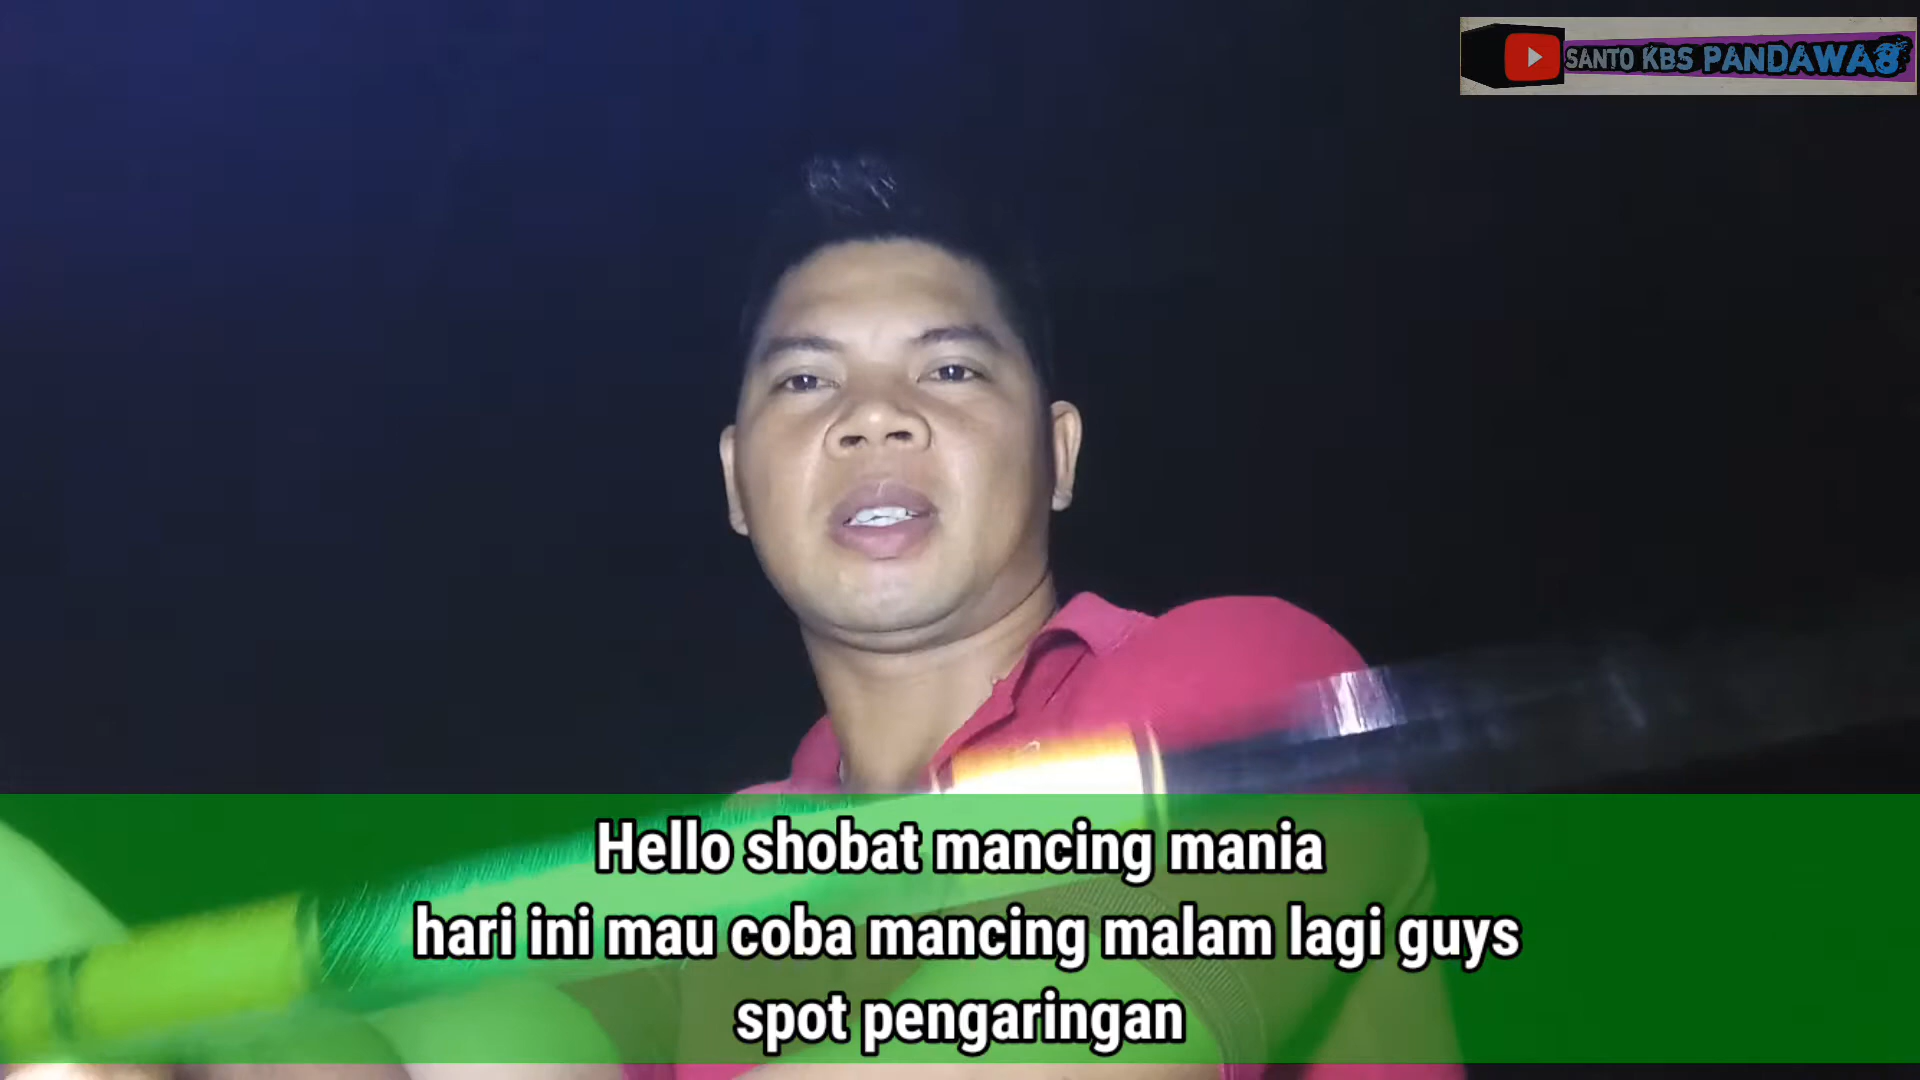 SANTO KBS PANDAWA8
Hello shobat mancing mania
hari ini mau coba mancing malam lagi guys
spot pengaringan